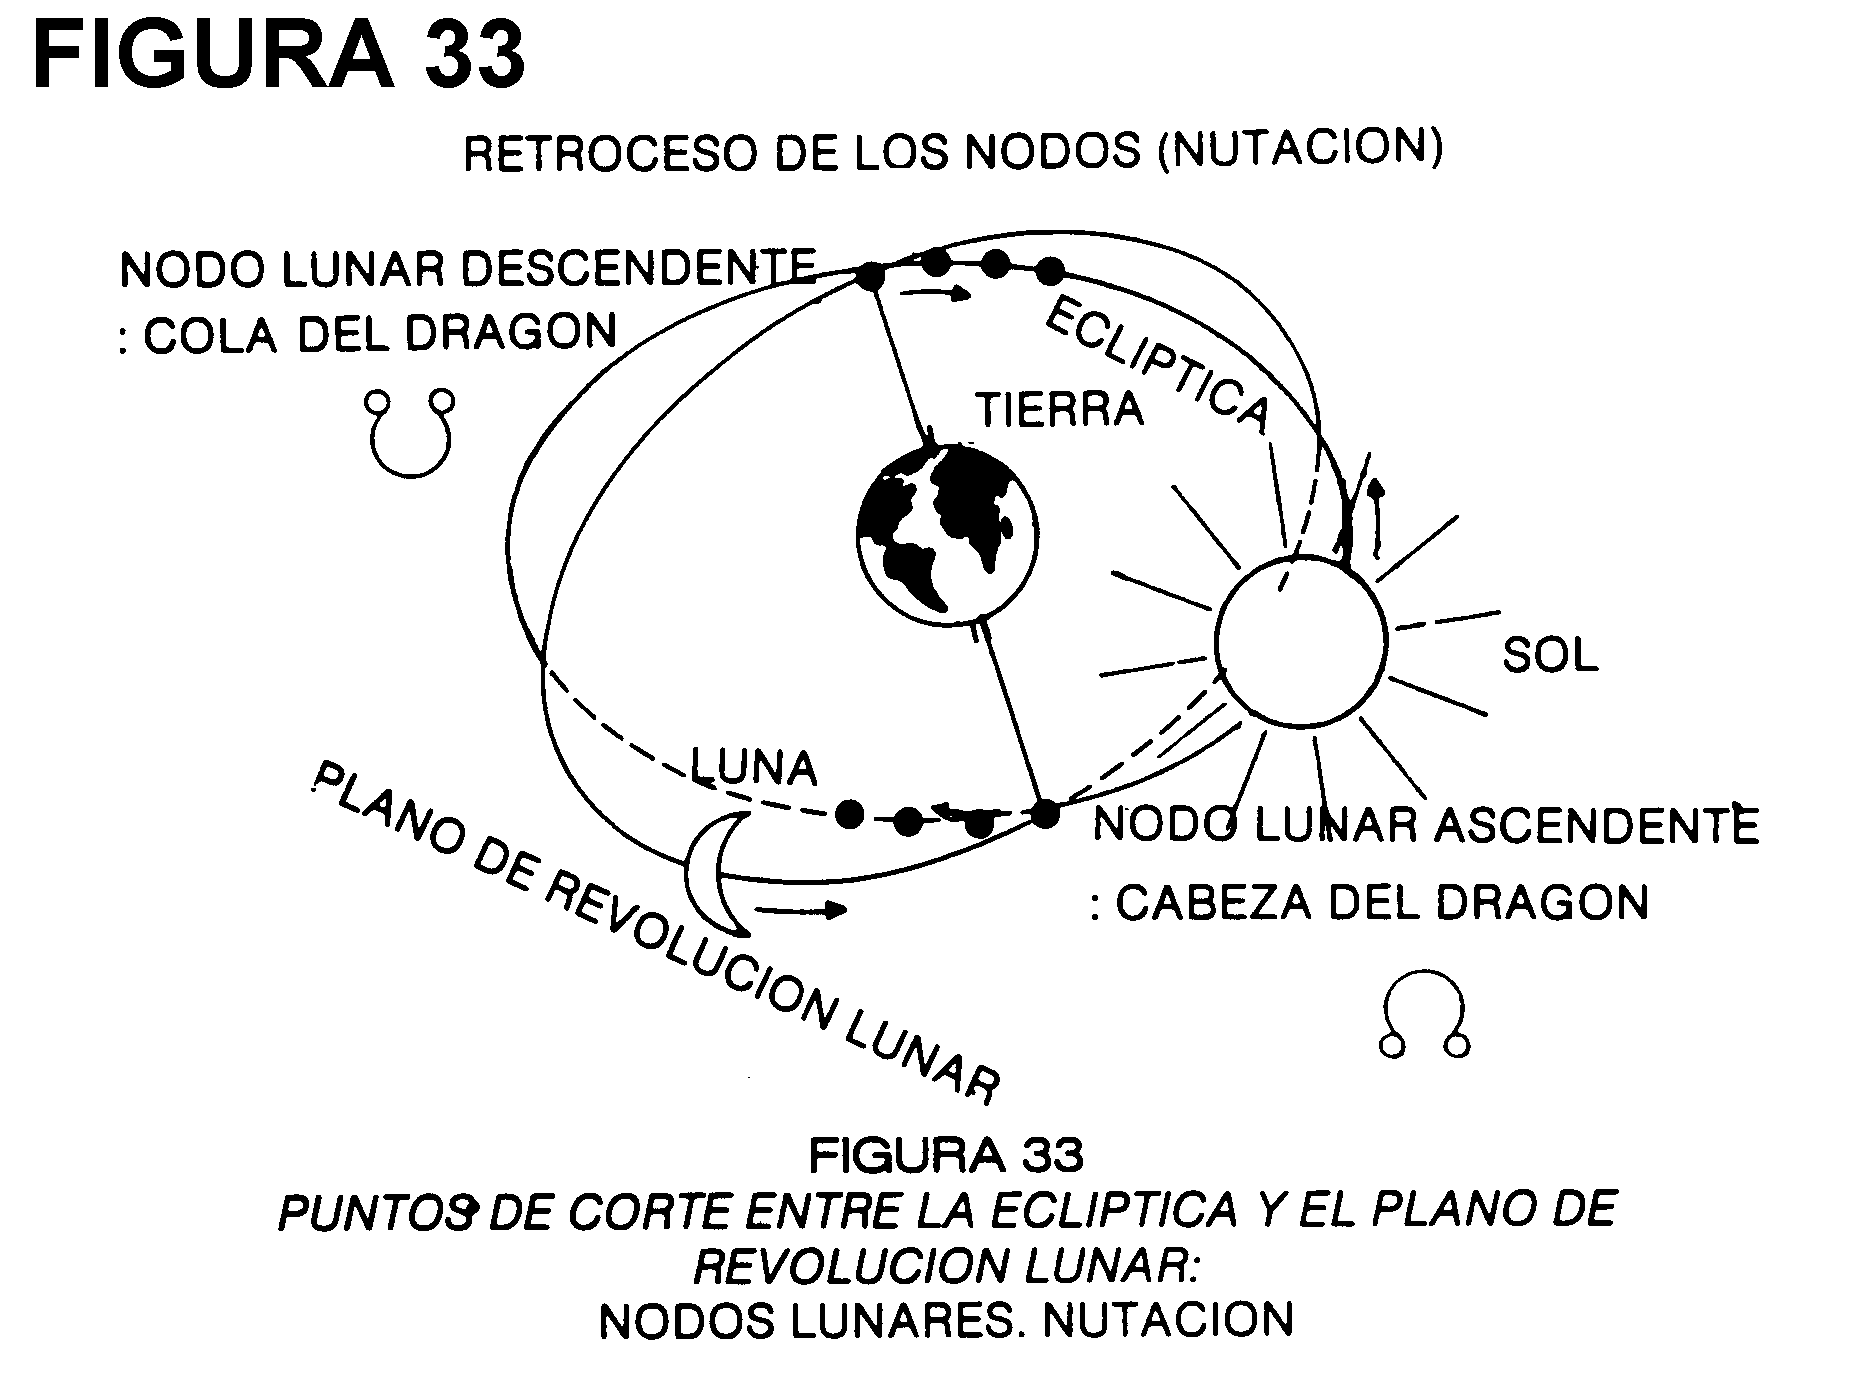 FIGURA 33
RETROCESO DE LOS NODOS (NUTACION)
NODO LUNAR DESCENDENTE
: COLA DEL DRAGON
ECLIPTICA
TIERRA
SOL
LUNA
PLANO DE REVOLUCION LUNAR
NODO LUNAR ASCENDENTE
: CABEZA DEL DRAGON
FIGURA 33
PUNTOS DE CORTE ENTRE LA ECLIPTICA Y EL PLANO DE
REVOLUCION LUNAR:
NODOS LUNARES. NUTACION